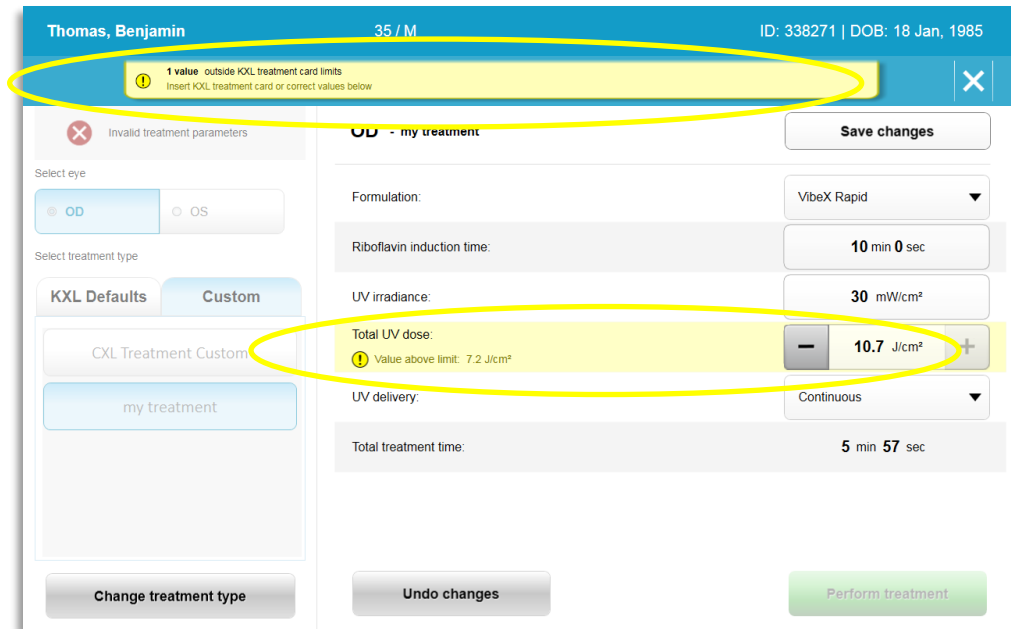 Thomas, Benjamin 35 / M ID: 338271 | DOB: 18 Jan, 1985
1 value outside KXL treatment card limits
Insert KXL treatment card or correct values below
Invalid treatment parameters
OD - my treatment
Save changes
Select eye
OD OS
Select treatment type
KXL Defaults Custom
CXL Treatment Custom
my treatment
Change treatment type
Formulation: VibeX Rapid
Riboflavin induction time: 10 min 0 sec
UV irradiance: 30 mW/cm²
Total UV dose: 10.7 J/cm²
Value above limit: 7.2 J/cm²
UV delivery: Continuous
Total treatment time: 5 min 57 sec
Undo changes
Perform treatment